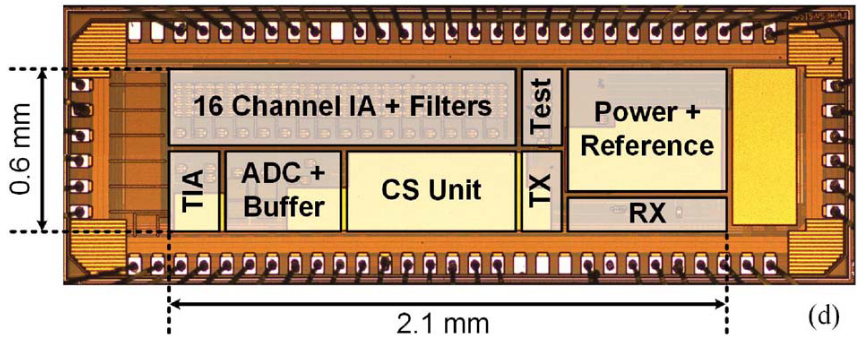 16 Channel IA + Filters
Test
Power +
Reference
TIA
ADC +
Buffer
CS Unit
TX
RX
0.6 mm
2.1 mm
(d)